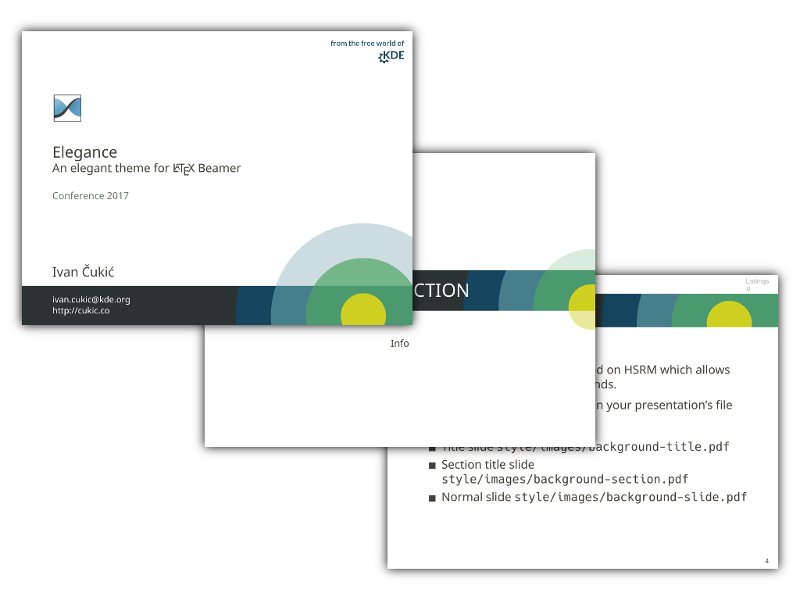 from the free world of
KDE
Elegance
An elegant theme for LATEX Beamer
Conference 2017
Ivan Čukić
ivan.cukic@kde.org
http://cukic.co
CTION
Info
Listings
0
d on HSRM which allows
nds.
n your presentation's file
Title slide style/images/background-title.pdf
Section title slide
style/images/background-section.pdf
Normal slide style/images/background-slide.pdf
4